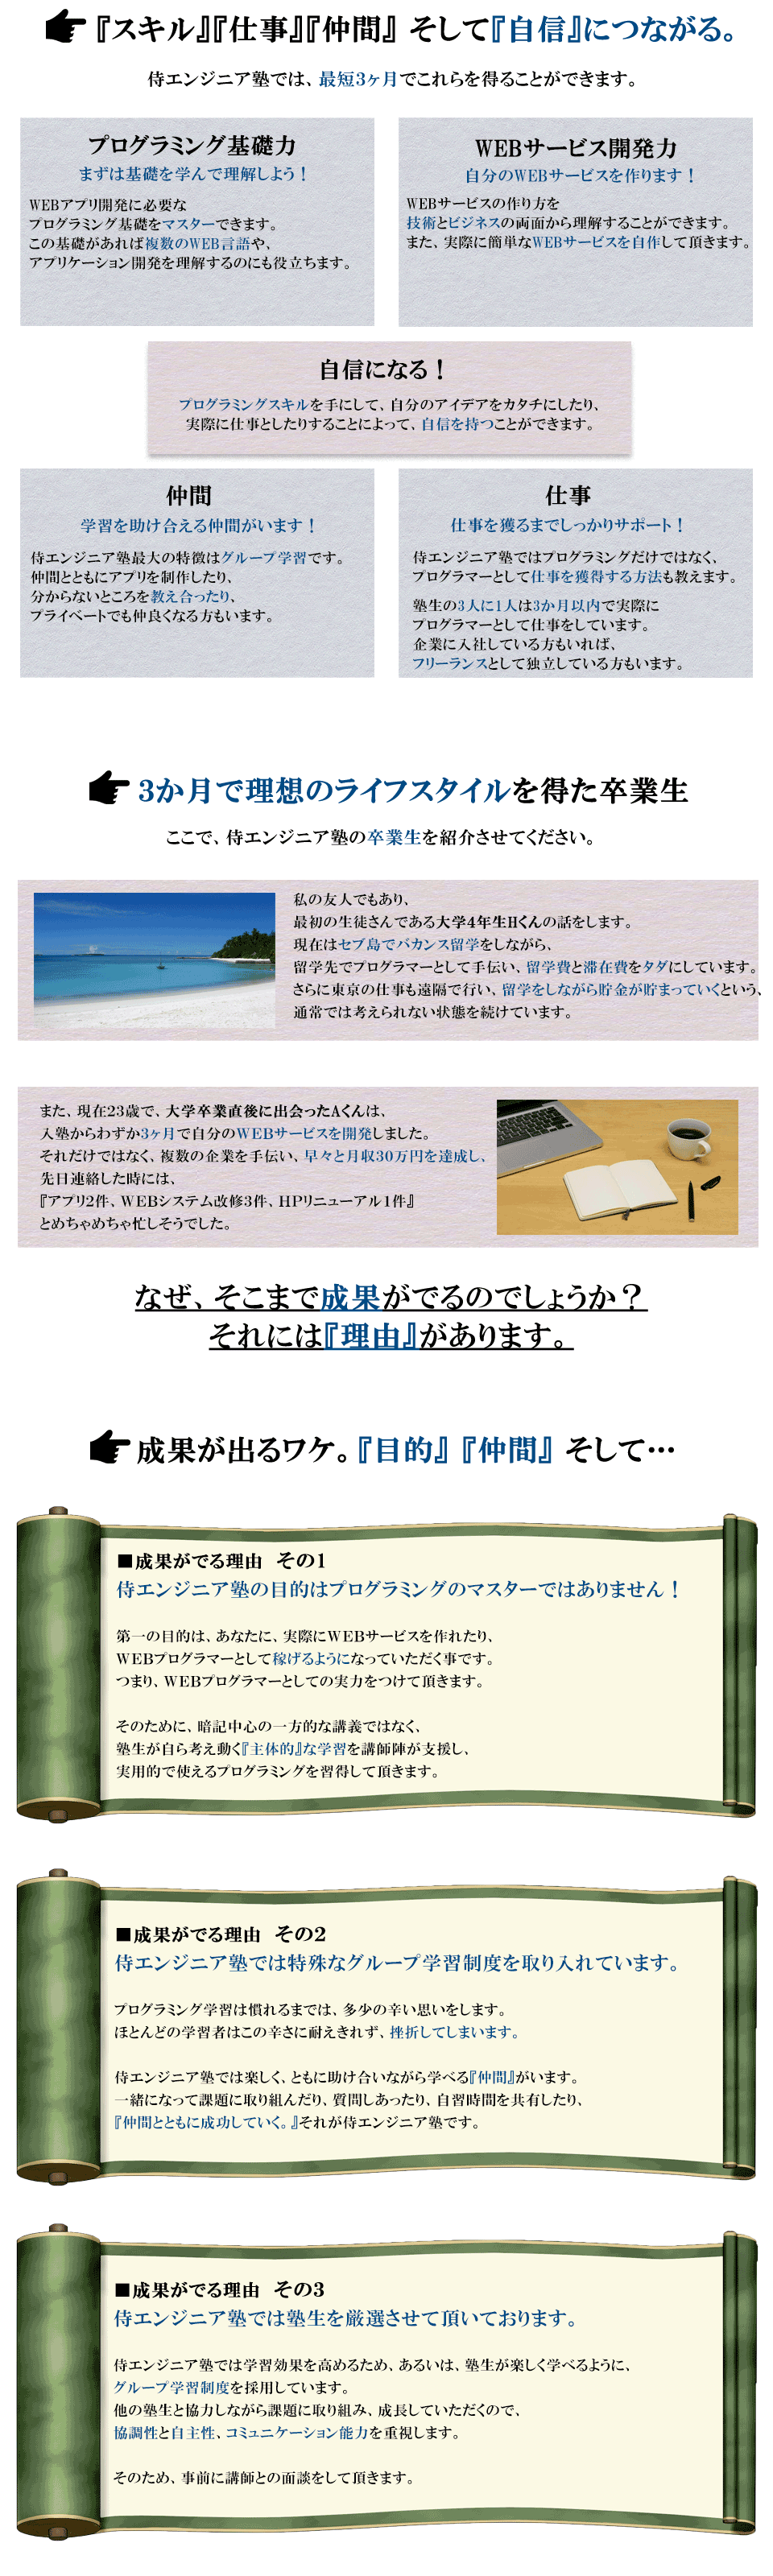 『スキル』『仕事』『仲間』 そして『自信』につながる。
侍エンジニア塾では、最短3ヶ月でこれらを得ることができます。
プログラミング基礎力
まずは基礎を学んで理解しよう！
WEBアプリ開発に必要な
プログラミング基礎をマスターできます。
この基礎があれば複数のWEB言語や、
アプリケーション開発を理解するのにも役立ちます。
WEBサービス開発力
自分のWEBサービスを作ります！
WEBサービスの作り方を
技術とビジネスの両面から理解することができます。
また、実際に簡単なWEBサービスを自作して頂きます。
自信になる！
プログラミングスキルを手にして、自分のアイデアをカタチにしたり、
実際に仕事としたりすることによって、自信を持つことができます。
仲間
学習を助け合える仲間がいます！
侍エンジニア塾最大の特徴はグループ学習です。
仲間とともにアプリを制作したり、
分からないところを教え合ったり、
プライベートでも仲良くなる方もいます。
仕事
仕事を獲るまでしっかりサポート！
侍エンジニア塾ではプログラミングだけではなく、
プログラマーとして仕事を獲得する方法も教えます。
塾生の3人に1人は3か月以内で実際に
プログラマーとして仕事をしています。
企業に入社している方もいれば、
フリーランスとして独立している方もいます。
3か月で理想のライフスタイルを得た卒業生
ここで、侍エンジニア塾の卒業生を紹介させてください。
私の友人でもあり、
最初の生徒さんである大学4年生Hくんの話をします。
現在はセブ島でバカンス留学をしながら、
留学先でプログラマーとして手伝い、留学費と滞在費をタダにしています。
さらに東京の仕事も遠隔で行い、留学をしながら貯金が貯まっていくという、
通常では考えられない状態を続けています。
また、現在23歳で、大学卒業直後に出会ったAくんは、
入塾からわずか3ヶ月で自分のWEBサービスを開発しました。
それだけではなく、複数の企業を手伝い、早々と月収30万円を達成し、
先日連絡した時には、
『アプリ2件、WEBシステム改修3件、HPリニューアル1件』
とめちゃめちゃ忙しそうでした。
なぜ、そこまで成果がでるのでしょうか？
それには『理由』があります。
成果が出るワケ。『目的』『仲間』 そして…
■成果がでる理由 その1
侍エンジニア塾の目的はプログラミングのマスターではありません！
第一の目的は、あなたに、実際にWEBサービスを作れたり、
WEBプログラマーとして稼げるようになっていただく事です。
つまり、WEBプログラマーとしての実力をつけて頂きます。
そのために、暗記中心の一方的な講義ではなく、
塾生が自ら考え動く『主体的』な学習を講師陣が支援し、
実用的で使えるプログラミングを習得して頂きます。
■成果がでる理由 その2
侍エンジニア塾では特殊なグループ学習制度を取り入れています。
プログラミング学習は慣れるまでは、多少の辛い思いをします。
ほとんどの学習者はこの辛さに耐えきれず、挫折してしまいます。
侍エンジニア塾では楽しく、ともに助け合いながら学べる『仲間』がいます。
一緒になって課題に取り組んだり、質問しあったり、自習時間を共有したり、
『仲間とともに成功していく。』それが侍エンジニア塾です。
■成果がでる理由 その3
侍エンジニア塾では塾生を厳選させて頂いております。
侍エンジニア塾では学習効果を高めるため、あるいは、塾生が楽しく学べるように、
グループ学習制度を採用しています。
他の塾生と協力しながら課題に取り組み、成長していただくので、
協調性と自主性、コミュニケーション能力を重視します。
そのため、事前に講師との面談をして頂きます。